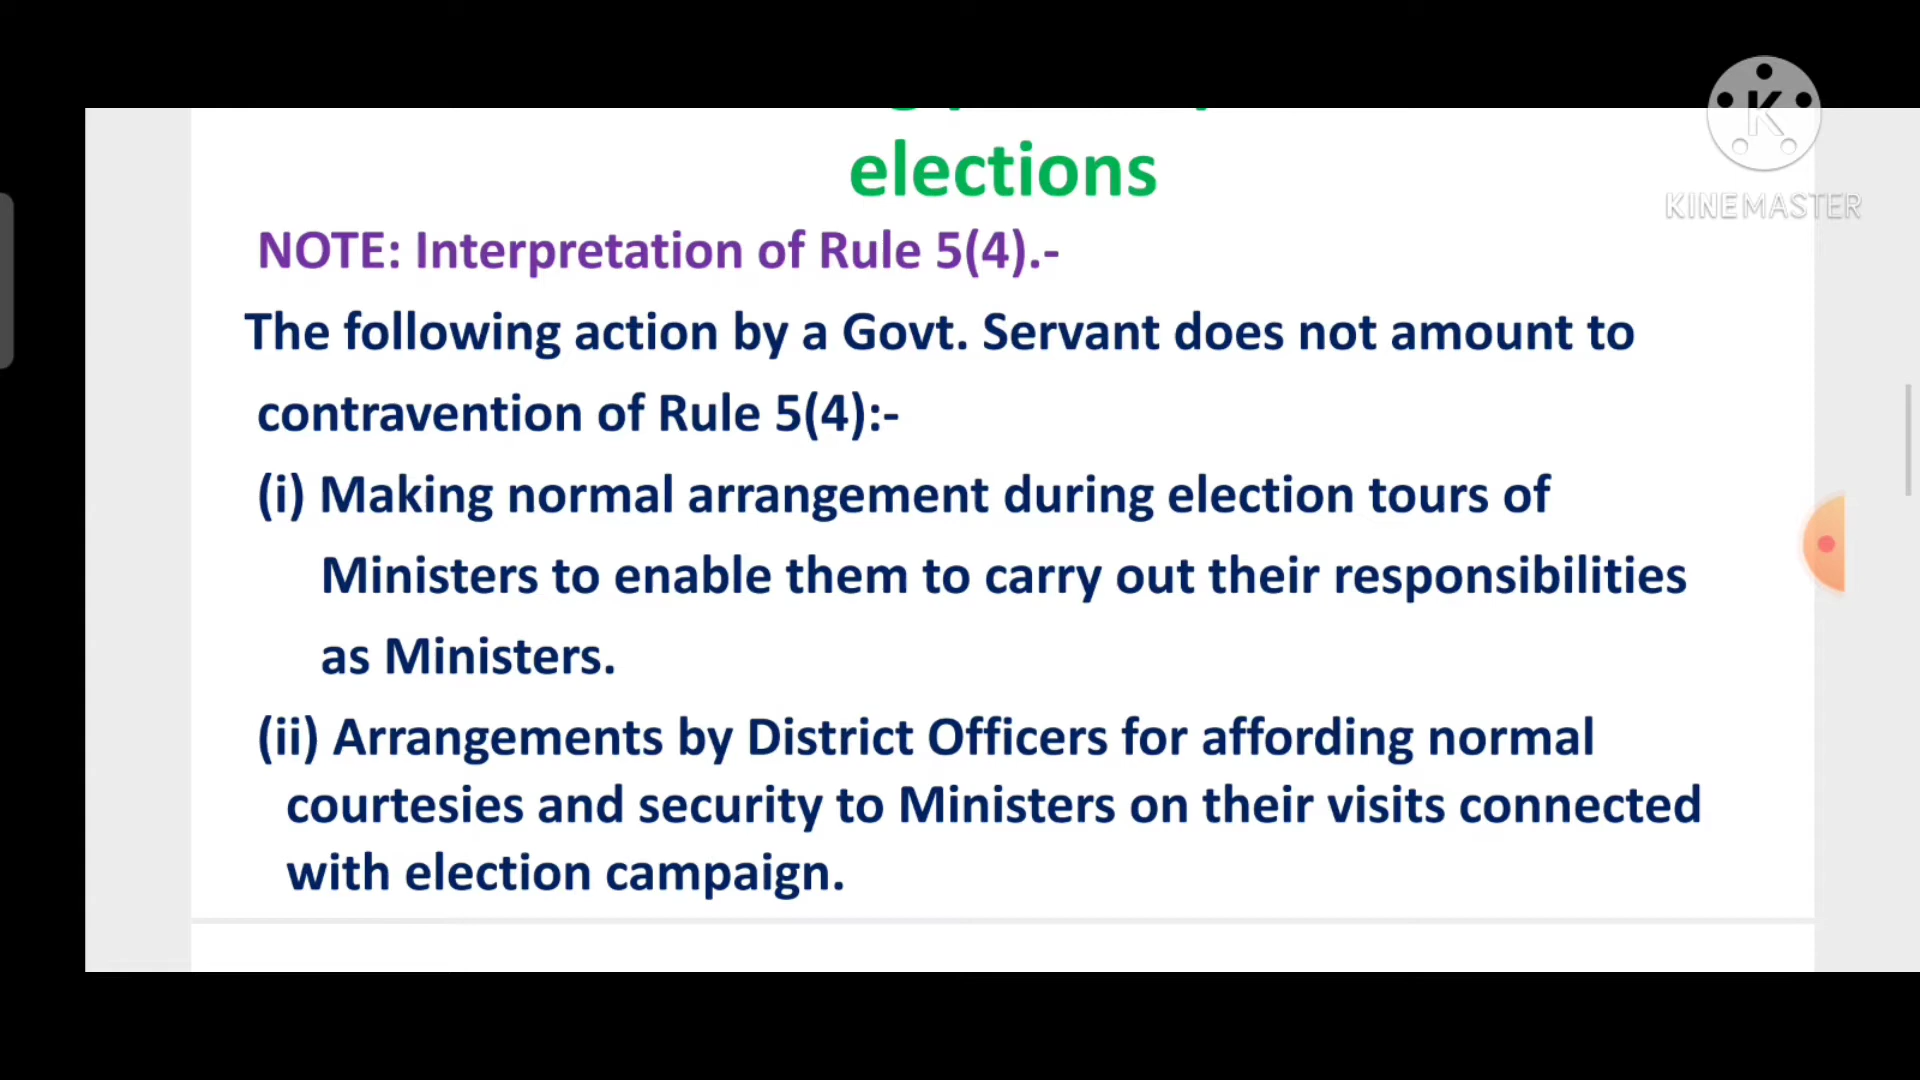 elections
K
KINEMASTER
NOTE: Interpretation of Rule 5(4).-
The following action by a Govt. Servant does not amount to
contravention of Rule 5(4):-
(i) Making normal arrangement during election tours of
Ministers to enable them to carry out their responsibilities
as Ministers.
(ii) Arrangements by District Officers for affording normal
courtesies and security to Ministers on their visits connected
with election campaign.